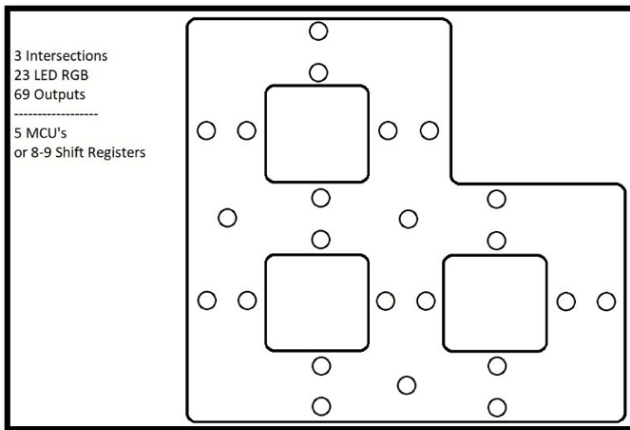 3 Intersections
23 LED RGB
69 Outputs
------------------
5 MCU's
or 8-9 Shift Registers